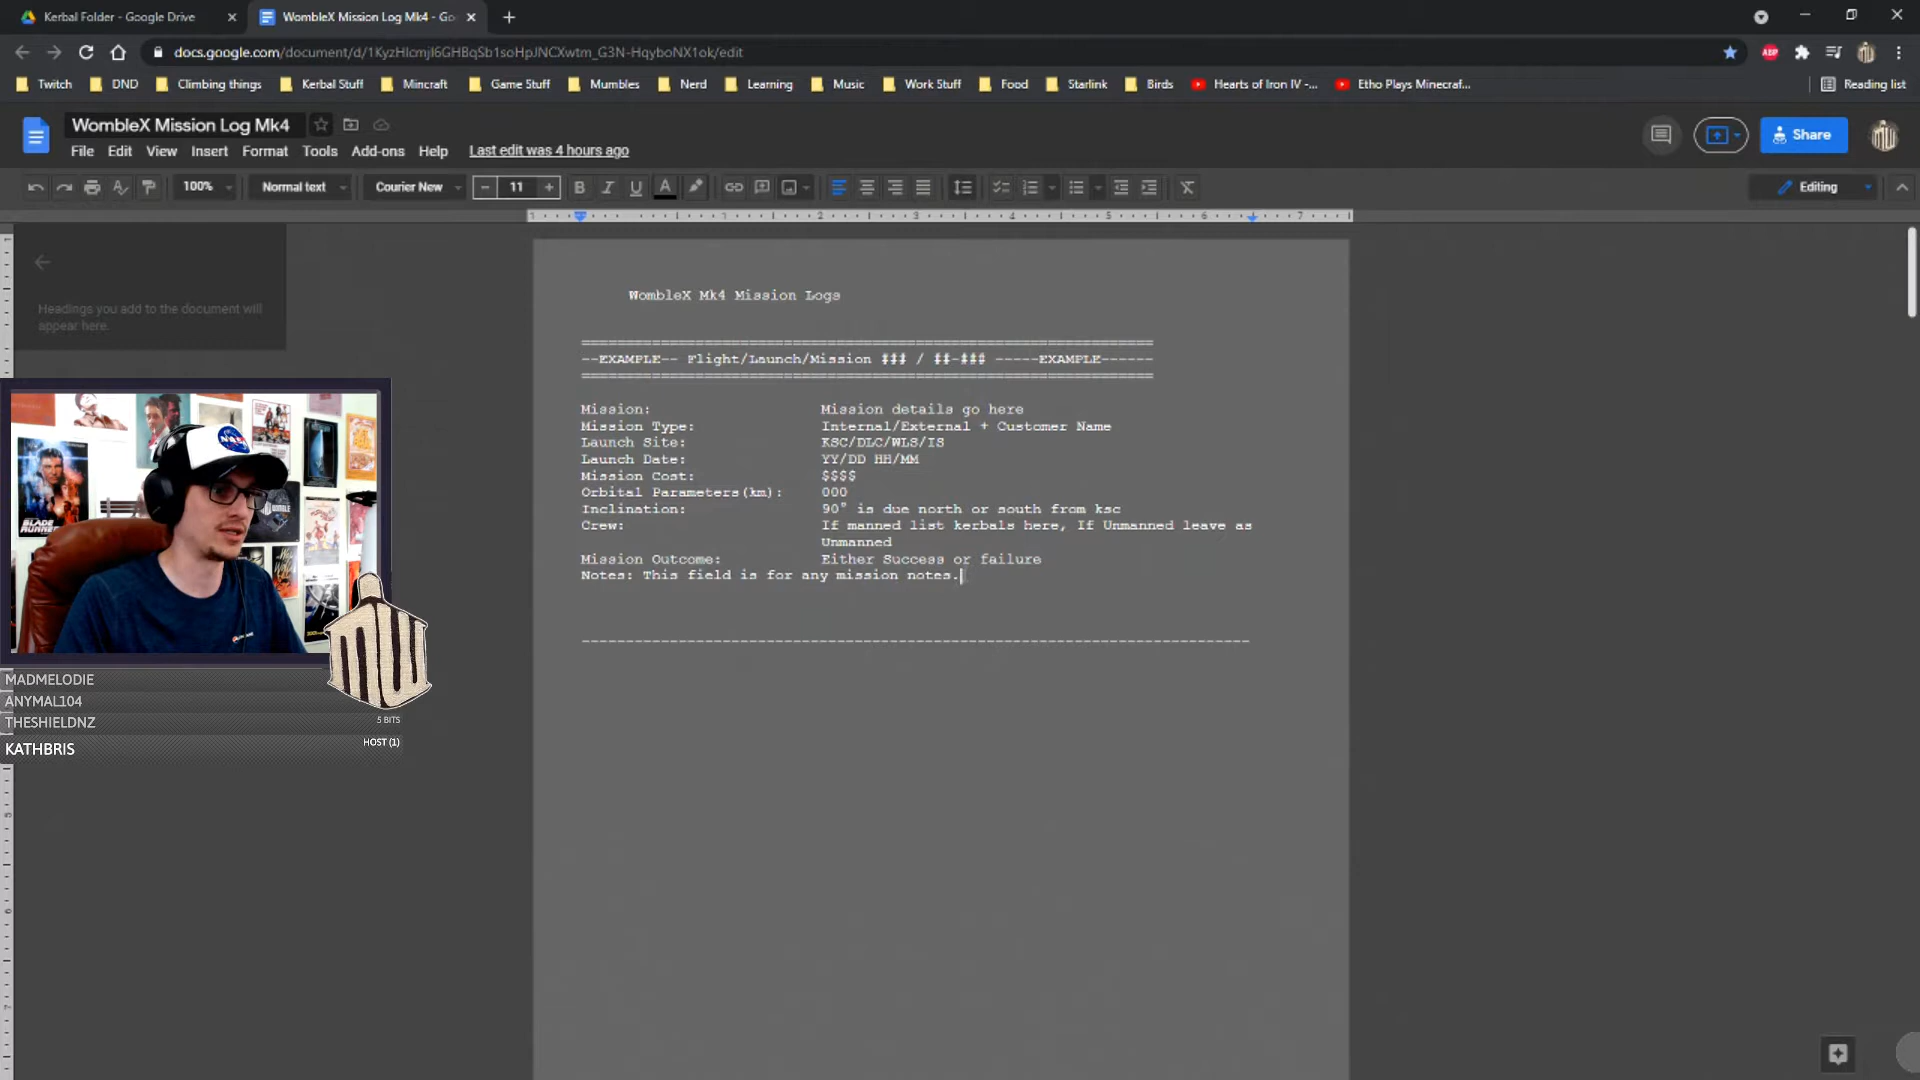 Kerbal Folder - Google Drive
WombleX Mission Log Mk4 - Go
docs.google.com/document/d/1KyzHlcmjI6GHBqSb1soHpJNCXwtm_G3N-HqyboNX1ok/edit
ABP
Twitch DND Climbing things Kerbal Stuff Mincraft Game Stuff Mumbles Nerd Learning Music Work Stuff Food Starlink Birds Hearts of Iron IV -... Etho Plays Minecraf... Reading list
WombleX Mission Log Mk4
Share
File Edit View Insert Format Tools Add-ons Help Last edit was 4 hours ago
100% Normal text Courier New 11 Editing
Headings you add to the document will
appear here.
WombleX Mk4 Mission Logs
=================================================================
--EXAMPLE-- Flight/Launch/Mission ### / ##-### -----EXAMPLE------
=================================================================
Mission: Mission details go here
Mission Type: Internal/External + Customer Name
Launch Site: KSC/DLC/WLS/IS
Launch Date: YY/DD HH/MM
Mission Cost: $$$$
Orbital Parameters(km): 000
Inclination: 90° is due north or south from ksc
Crew: If manned list kerbals here, If Unmanned leave as
Unmanned
Mission Outcome: Either Success or failure
Notes: This field is for any mission notes.
----------------------------------------------------------------------------
BLADE
RUNNER
MADMELODIE
ANYMAL104
THESHIELDNZ 5 BITS
KATHBRIS HOST (1)